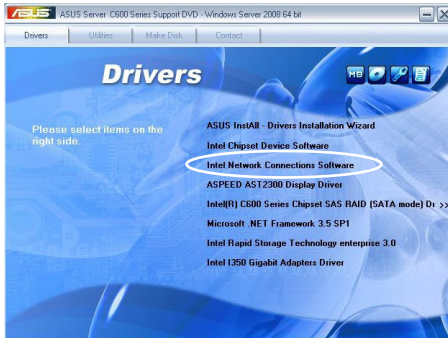 ASUS ASUS Server C600 Series Support DVD - Windows Server 2008 64 bit
Drivers Utilities Make Disk Contact
Drivers
MB
Please select items on the
right side.
ASUS InstAll - Drivers Installation Wizard
Intel Chipset Device Software
Intel Network Connections Software
ASPEED AST2300 Display Driver
Intel(R) C600 Series Chipset SAS RAID (SATA mode) Dr >>
Microsoft .NET Framework 3.5 SP1
Intel Rapid Storage Technology enterprise 3.0
Intel I350 Gigabit Adapters Driver